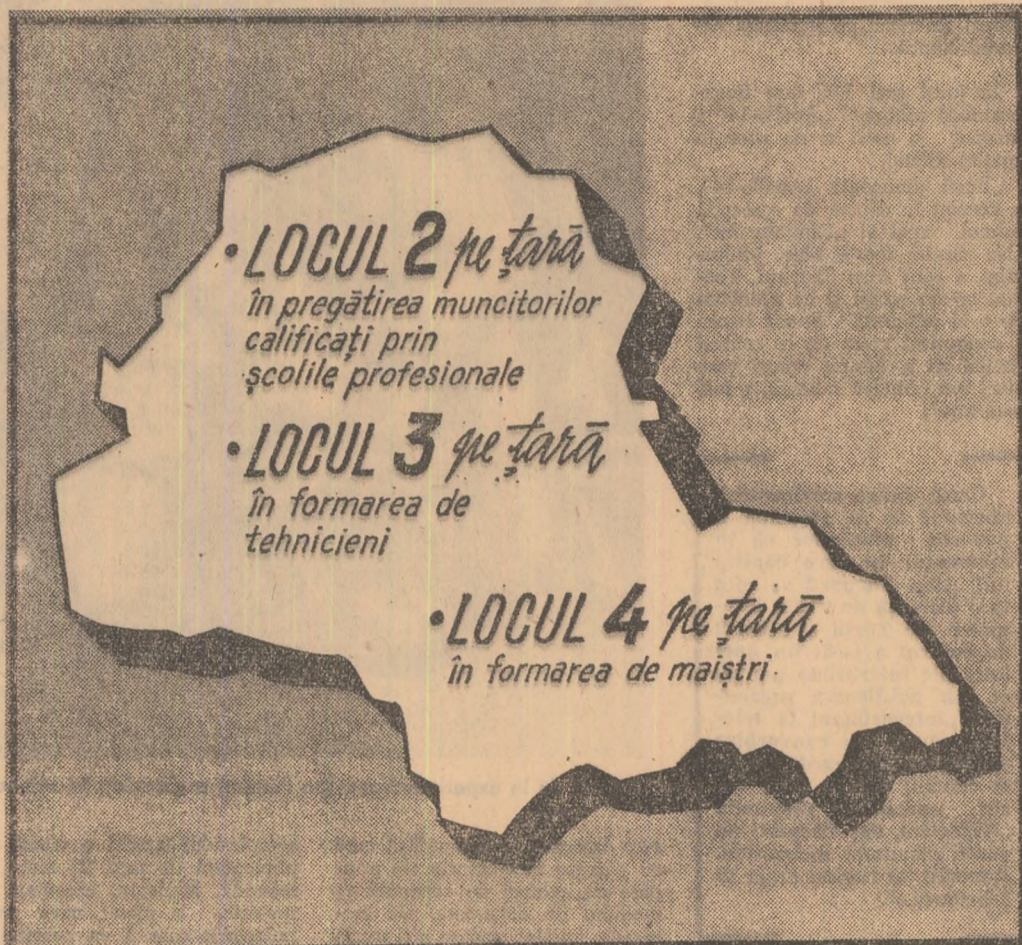 • LOCUL 2 pe țară
în pregătirea muncitorilor
calificați prin
școlile profesionale
• LOCUL 3 pe țară
în formarea de
tehnicieni
• LOCUL 4 pe țară
în formarea de maiștri